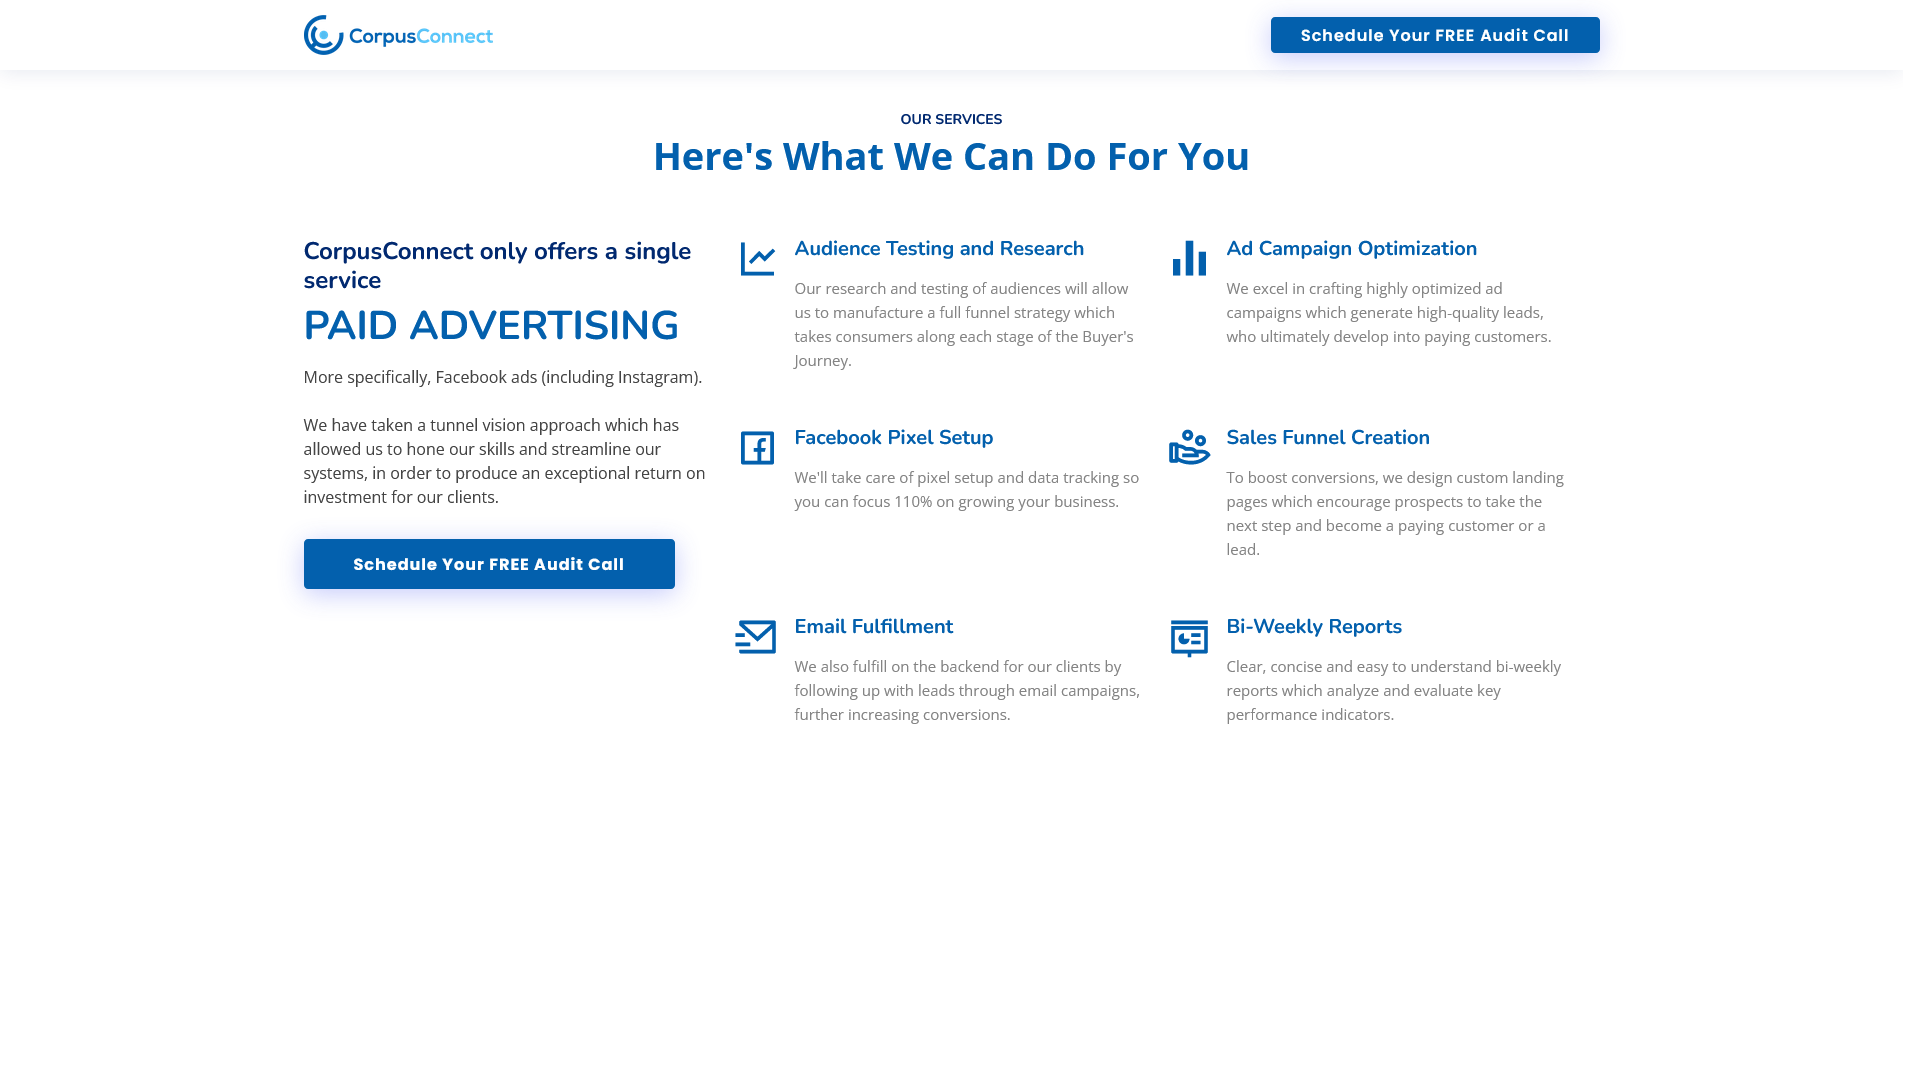 CorpusConnect
Schedule Your FREE Audit Call
OUR SERVICES
Here's What We Can Do For You
CorpusConnect only offers a single
service
PAID ADVERTISING
More specifically, Facebook ads (including Instagram).
We have taken a tunnel vision approach which has
allowed us to hone our skills and streamline our
systems, in order to produce an exceptional return on
investment for our clients.
Schedule Your FREE Audit Call
Audience Testing and Research
Our research and testing of audiences will allow
us to manufacture a full funnel strategy which
takes consumers along each stage of the Buyer's
Journey.
Ad Campaign Optimization
We excel in crafting highly optimized ad
campaigns which generate high-quality leads,
who ultimately develop into paying customers.
Facebook Pixel Setup
We'll take care of pixel setup and data tracking so
you can focus 110% on growing your business.
Sales Funnel Creation
To boost conversions, we design custom landing
pages which encourage prospects to take the
next step and become a paying customer or a
lead.
Email Fulfillment
We also fulfill on the backend for our clients by
following up with leads through email campaigns,
further increasing conversions.
Bi-Weekly Reports
Clear, concise and easy to understand bi-weekly
reports which analyze and evaluate key
performance indicators.